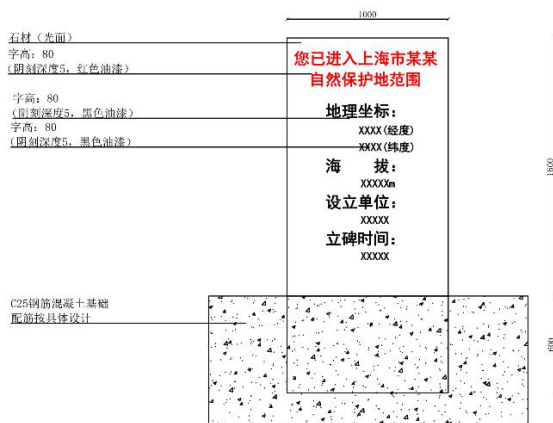 1000
石材（光面）
字高：80
（阴刻深度5，红色油漆）
字高：80
（阴刻深度5，黑色油漆）
字高：80
（阴刻深度5，黑色油漆）
您已进入上海市某某
自然保护地范围
地理坐标：
XXXX(经度)
XXXX(纬度)
海 拔：
XXXXXm
设立单位：
XXXXX
立碑时间：
XXXXX
1600
C25钢筋混凝土基础
配筋按具体设计
600